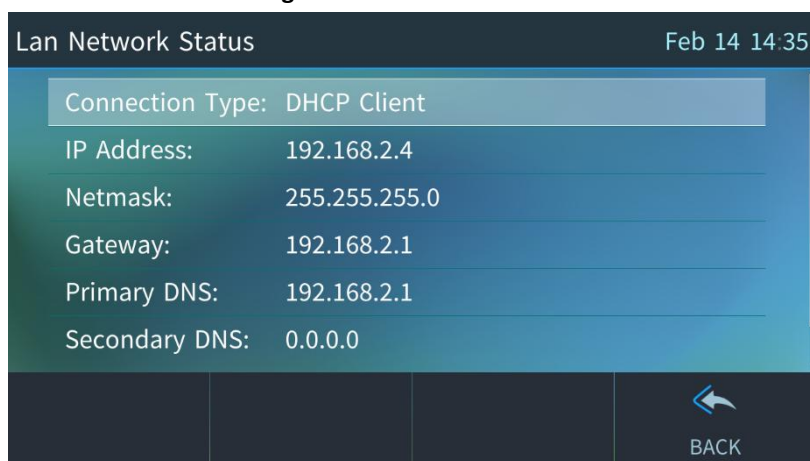 Lan Network Status Feb 14 14:35
Connection Type: DHCP Client
IP Address: 192.168.2.4
Netmask: 255.255.255.0
Gateway: 192.168.2.1
Primary DNS: 192.168.2.1
Secondary DNS: 0.0.0.0
BACK